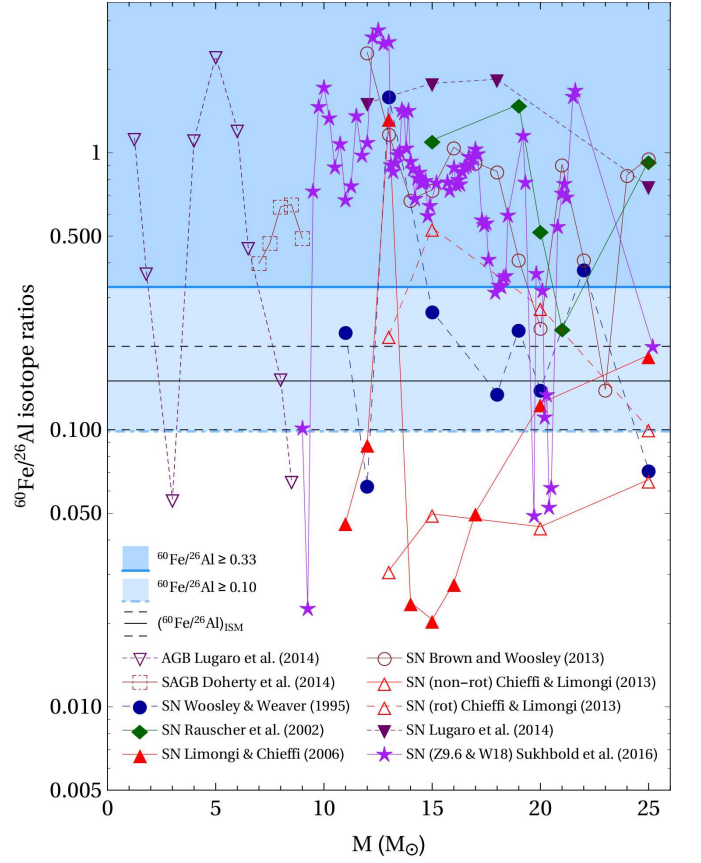 ⁶⁰Fe/²⁶Al isotope ratios
1
0.500
0.100
0.050
0.010
0.005
⁶⁰Fe/²⁶Al ≥ 0.33
⁶⁰Fe/²⁶Al ≥ 0.10
(⁶⁰Fe/²⁶Al)ISM
AGB Lugaro et al. (2014)
SAGB Doherty et al. 2014
SN Woosley & Weaver (1995)
SN Rauscher et al. (2002)
SN Limongi & Chieffi (2006)
SN Brown and Woosley (2013)
SN (non-rot) Chieffi & Limongi (2013)
SN (rot) Chieffi & Limongi (2013)
SN Lugaro et al. 2014
SN (Z9.6 & W18) Sukhbold et al. (2016)
0 5 10 15 20 25
M (M⊙)